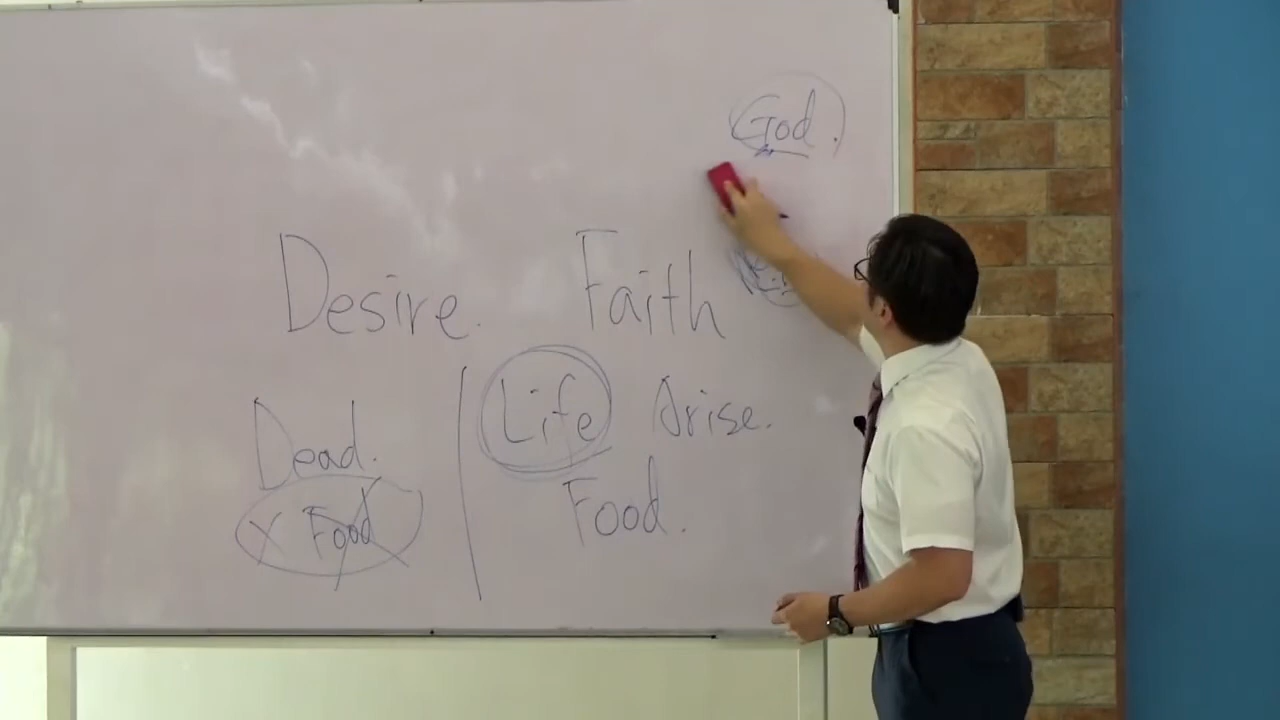 God.
Desire. Faith
Dead. Life Arise.
X Food Food.